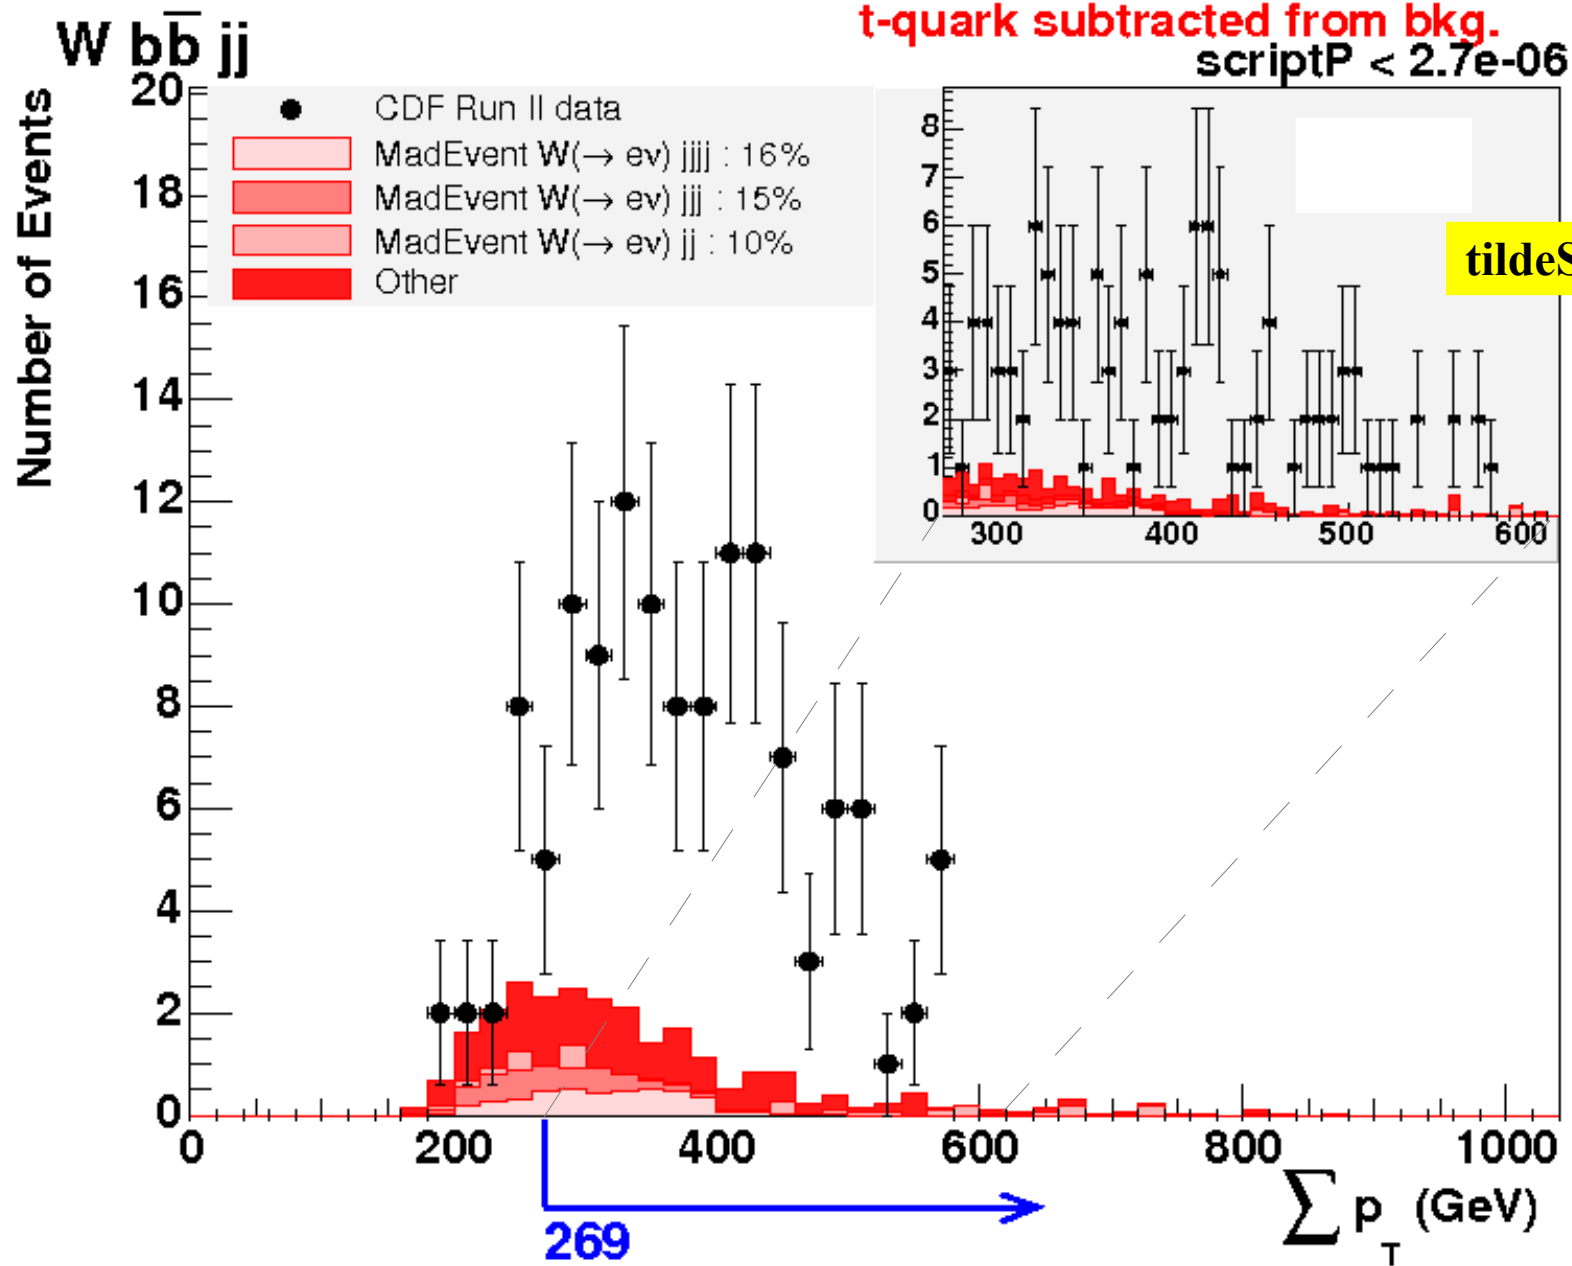 t-quark subtracted from bkg.
W bb̅ jj
scriptP < 2.7e-06
Number of Events
CDF Run II data
MadEvent W(→ eν) jjjj : 16%
MadEvent W(→ eν) jjj : 15%
MadEvent W(→ eν) jj : 10%
Other
tildeS
20
18
16
14
12
10
8
6
4
2
0
8
7
6
5
4
3
2
1
0
300 400 500 600
0 200 400 600 800 1000
∑ p_T (GeV)
269